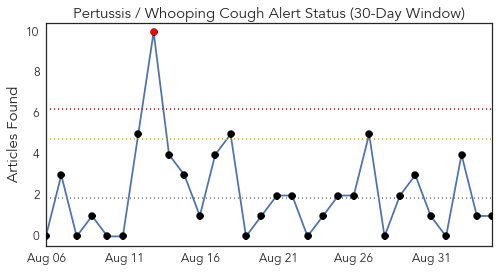 Pertussis / Whooping Cough Alert Status (30-Day Window)
Articles Found
10
8
6
4
2
0
Aug 06 Aug 11 Aug 16 Aug 21 Aug 26 Aug 31